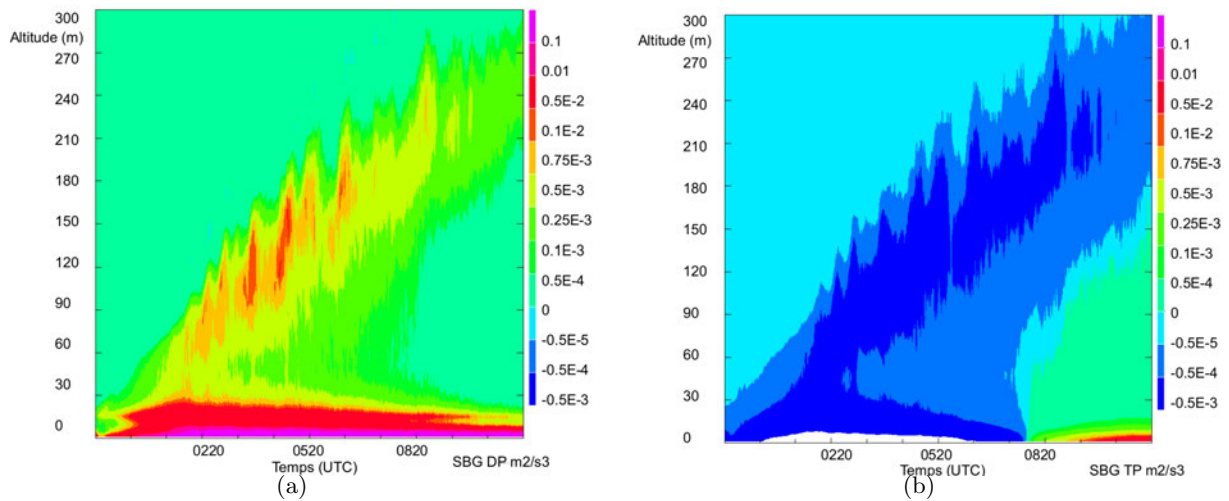 300
Altitude (m)
270
240
210
180
150
120
90
60
30
0
0220
0520
0820
Temps (UTC)
SBG DP m2/s3
0.1
0.01
0.5E-2
0.1E-2
0.75E-3
0.5E-3
0.25E-3
0.1E-3
0.5E-4
0
-0.5E-5
-0.5E-4
-0.5E-3
(a)
300
Altitude (m)
270
240
210
180
150
120
90
60
30
0
0220
0520
0820
Temps (UTC)
SBG TP m2/s3
0.1
0.01
0.5E-2
0.1E-2
0.75E-3
0.5E-3
0.25E-3
0.1E-3
0.5E-4
0
-0.5E-5
-0.5E-4
-0.5E-3
(b)